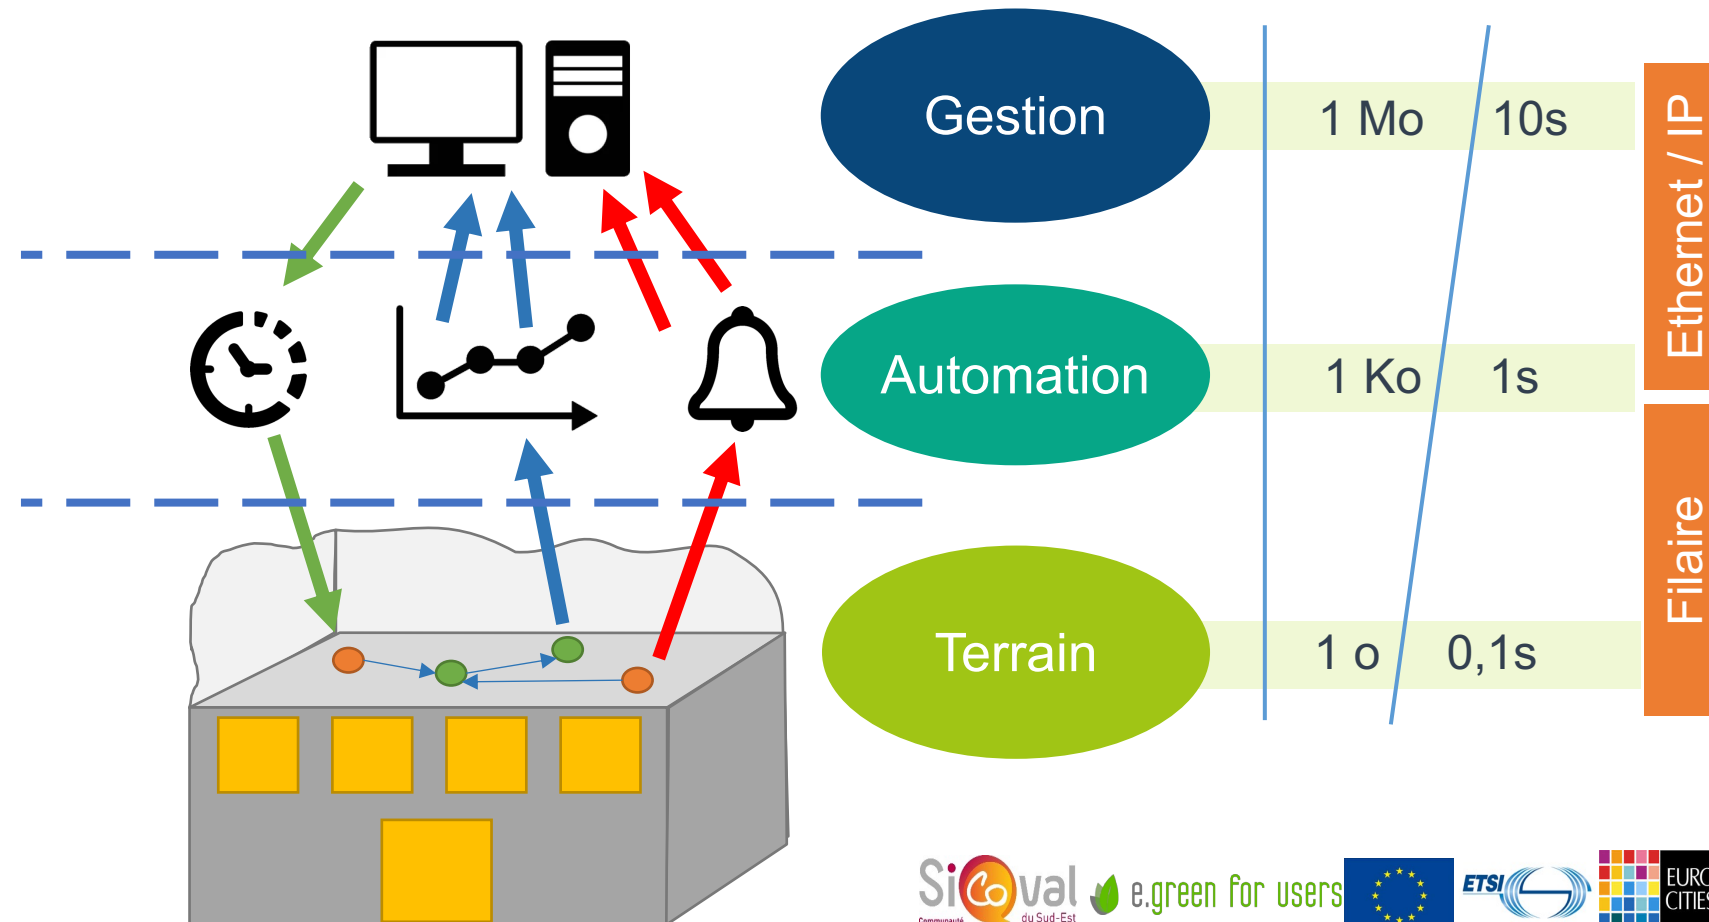 Gestion
1 Mo
10s
Automation
1 Ko
1s
Terrain
1 o
0,1s
Ethernet / IP
Filaire
SiCoval
Communauté
du Sud-Est
e.green for users
ETSI
EURO
CITIES